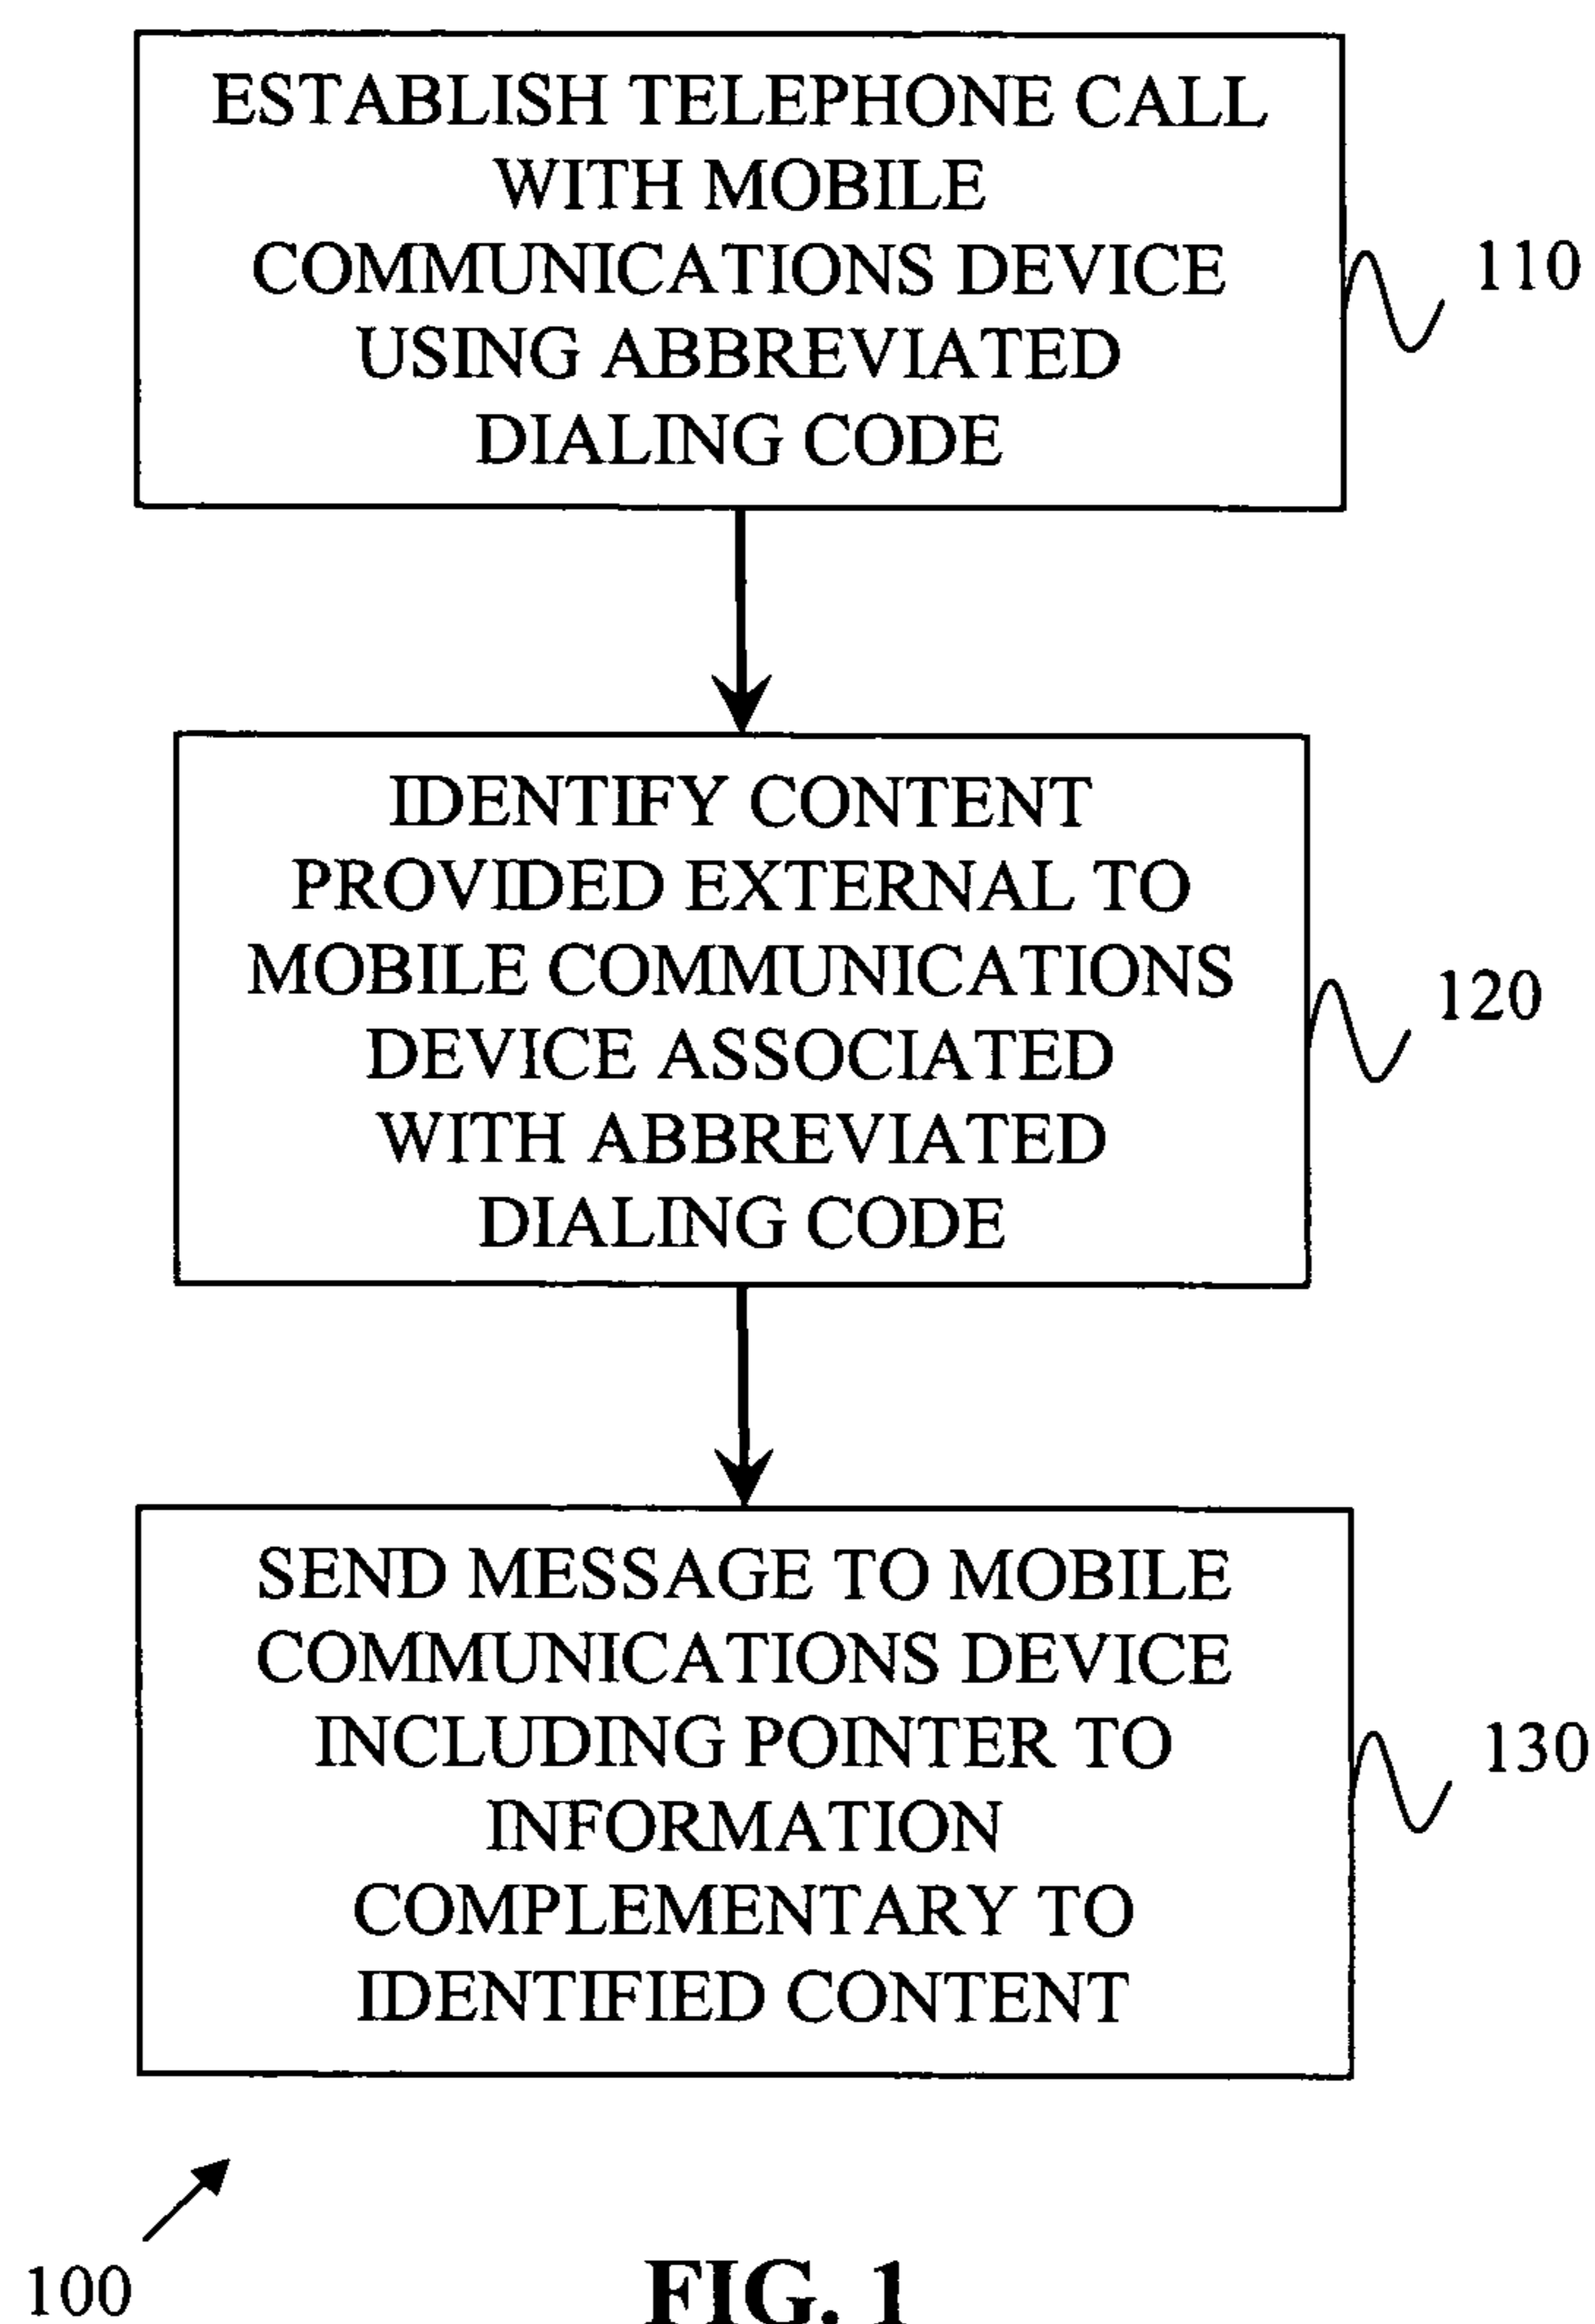 ESTABLISH TELEPHONE CALL
WITH MOBILE
COMMUNICATIONS DEVICE
USING ABBREVIATED
DIALING CODE
110
IDENTIFY CONTENT
PROVIDED EXTERNAL TO
MOBILE COMMUNICATIONS
DEVICE ASSOCIATED
WITH ABBREVIATED
DIALING CODE
120
SEND MESSAGE TO MOBILE
COMMUNICATIONS DEVICE
INCLUDING POINTER TO
INFORMATION
COMPLEMENTARY TO
IDENTIFIED CONTENT
130
100
FIG. 1